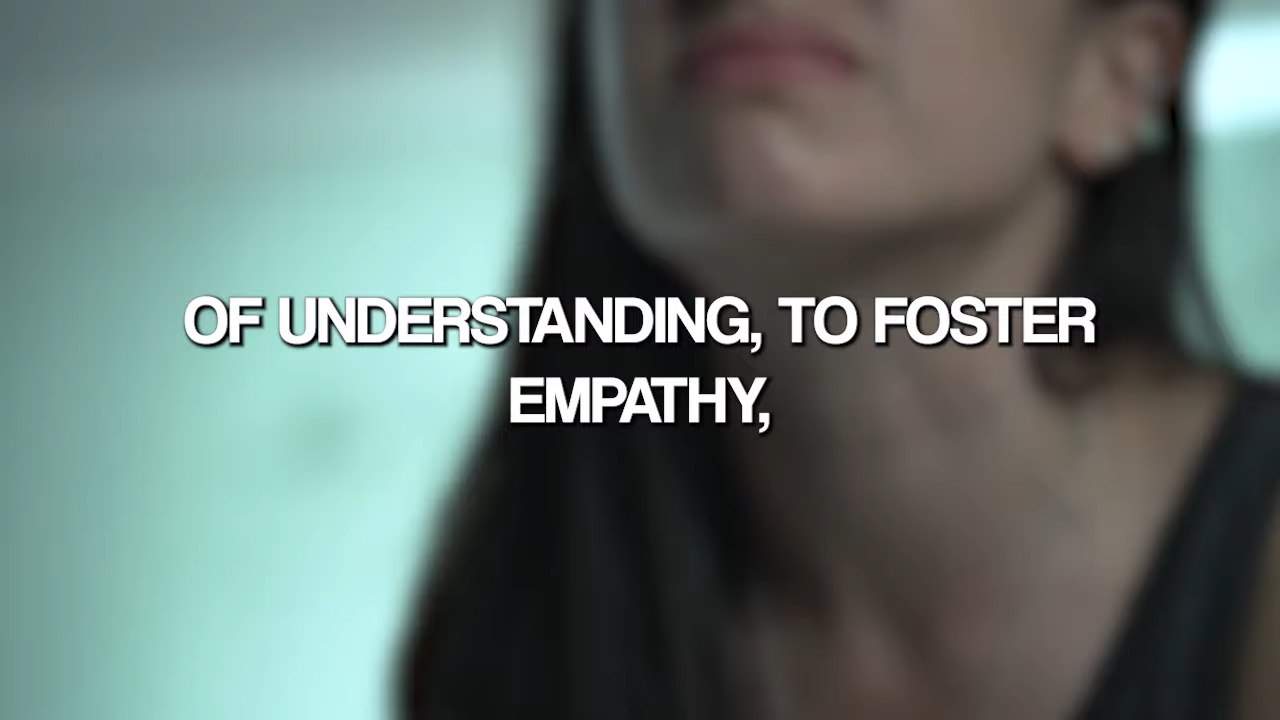 OF UNDERSTANDING, TO FOSTER
EMPATHY,